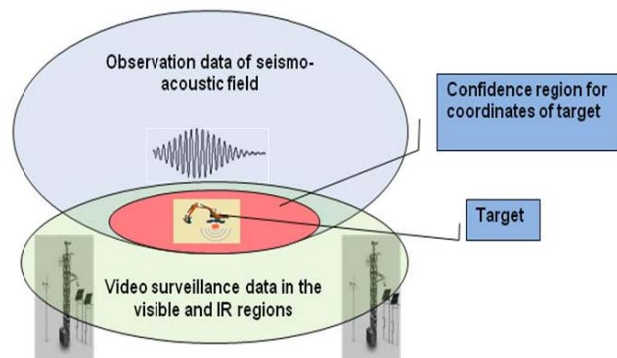 Observation data of seismo-
acoustic field
Confidence region for
coordinates of target
Target
Video surveillance data in the
visible and IR regions